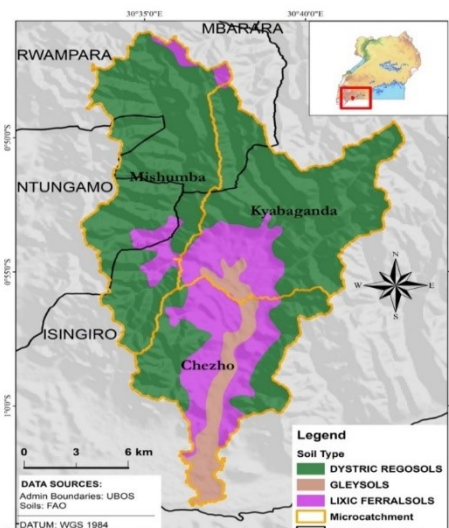 30°35'0"E
30°40'0"E
MBARARA
RWAMPARA
0°50'0"S
Mishumba
NTUNGAMO
Kyabaganda
N
0°55'0"S
W
E
S
ISINGIRO
Chezho
1°0'0"S
0 3 6 km
Legend
Soil Type
DYSTRIC REGOSOLS
GLEYSOLS
LIXIC FERRALSOLS
Microcatchment
DATA SOURCES:
Admin Boundaries: UBOS
Soils: FAO
*DATUM: WGS 1984